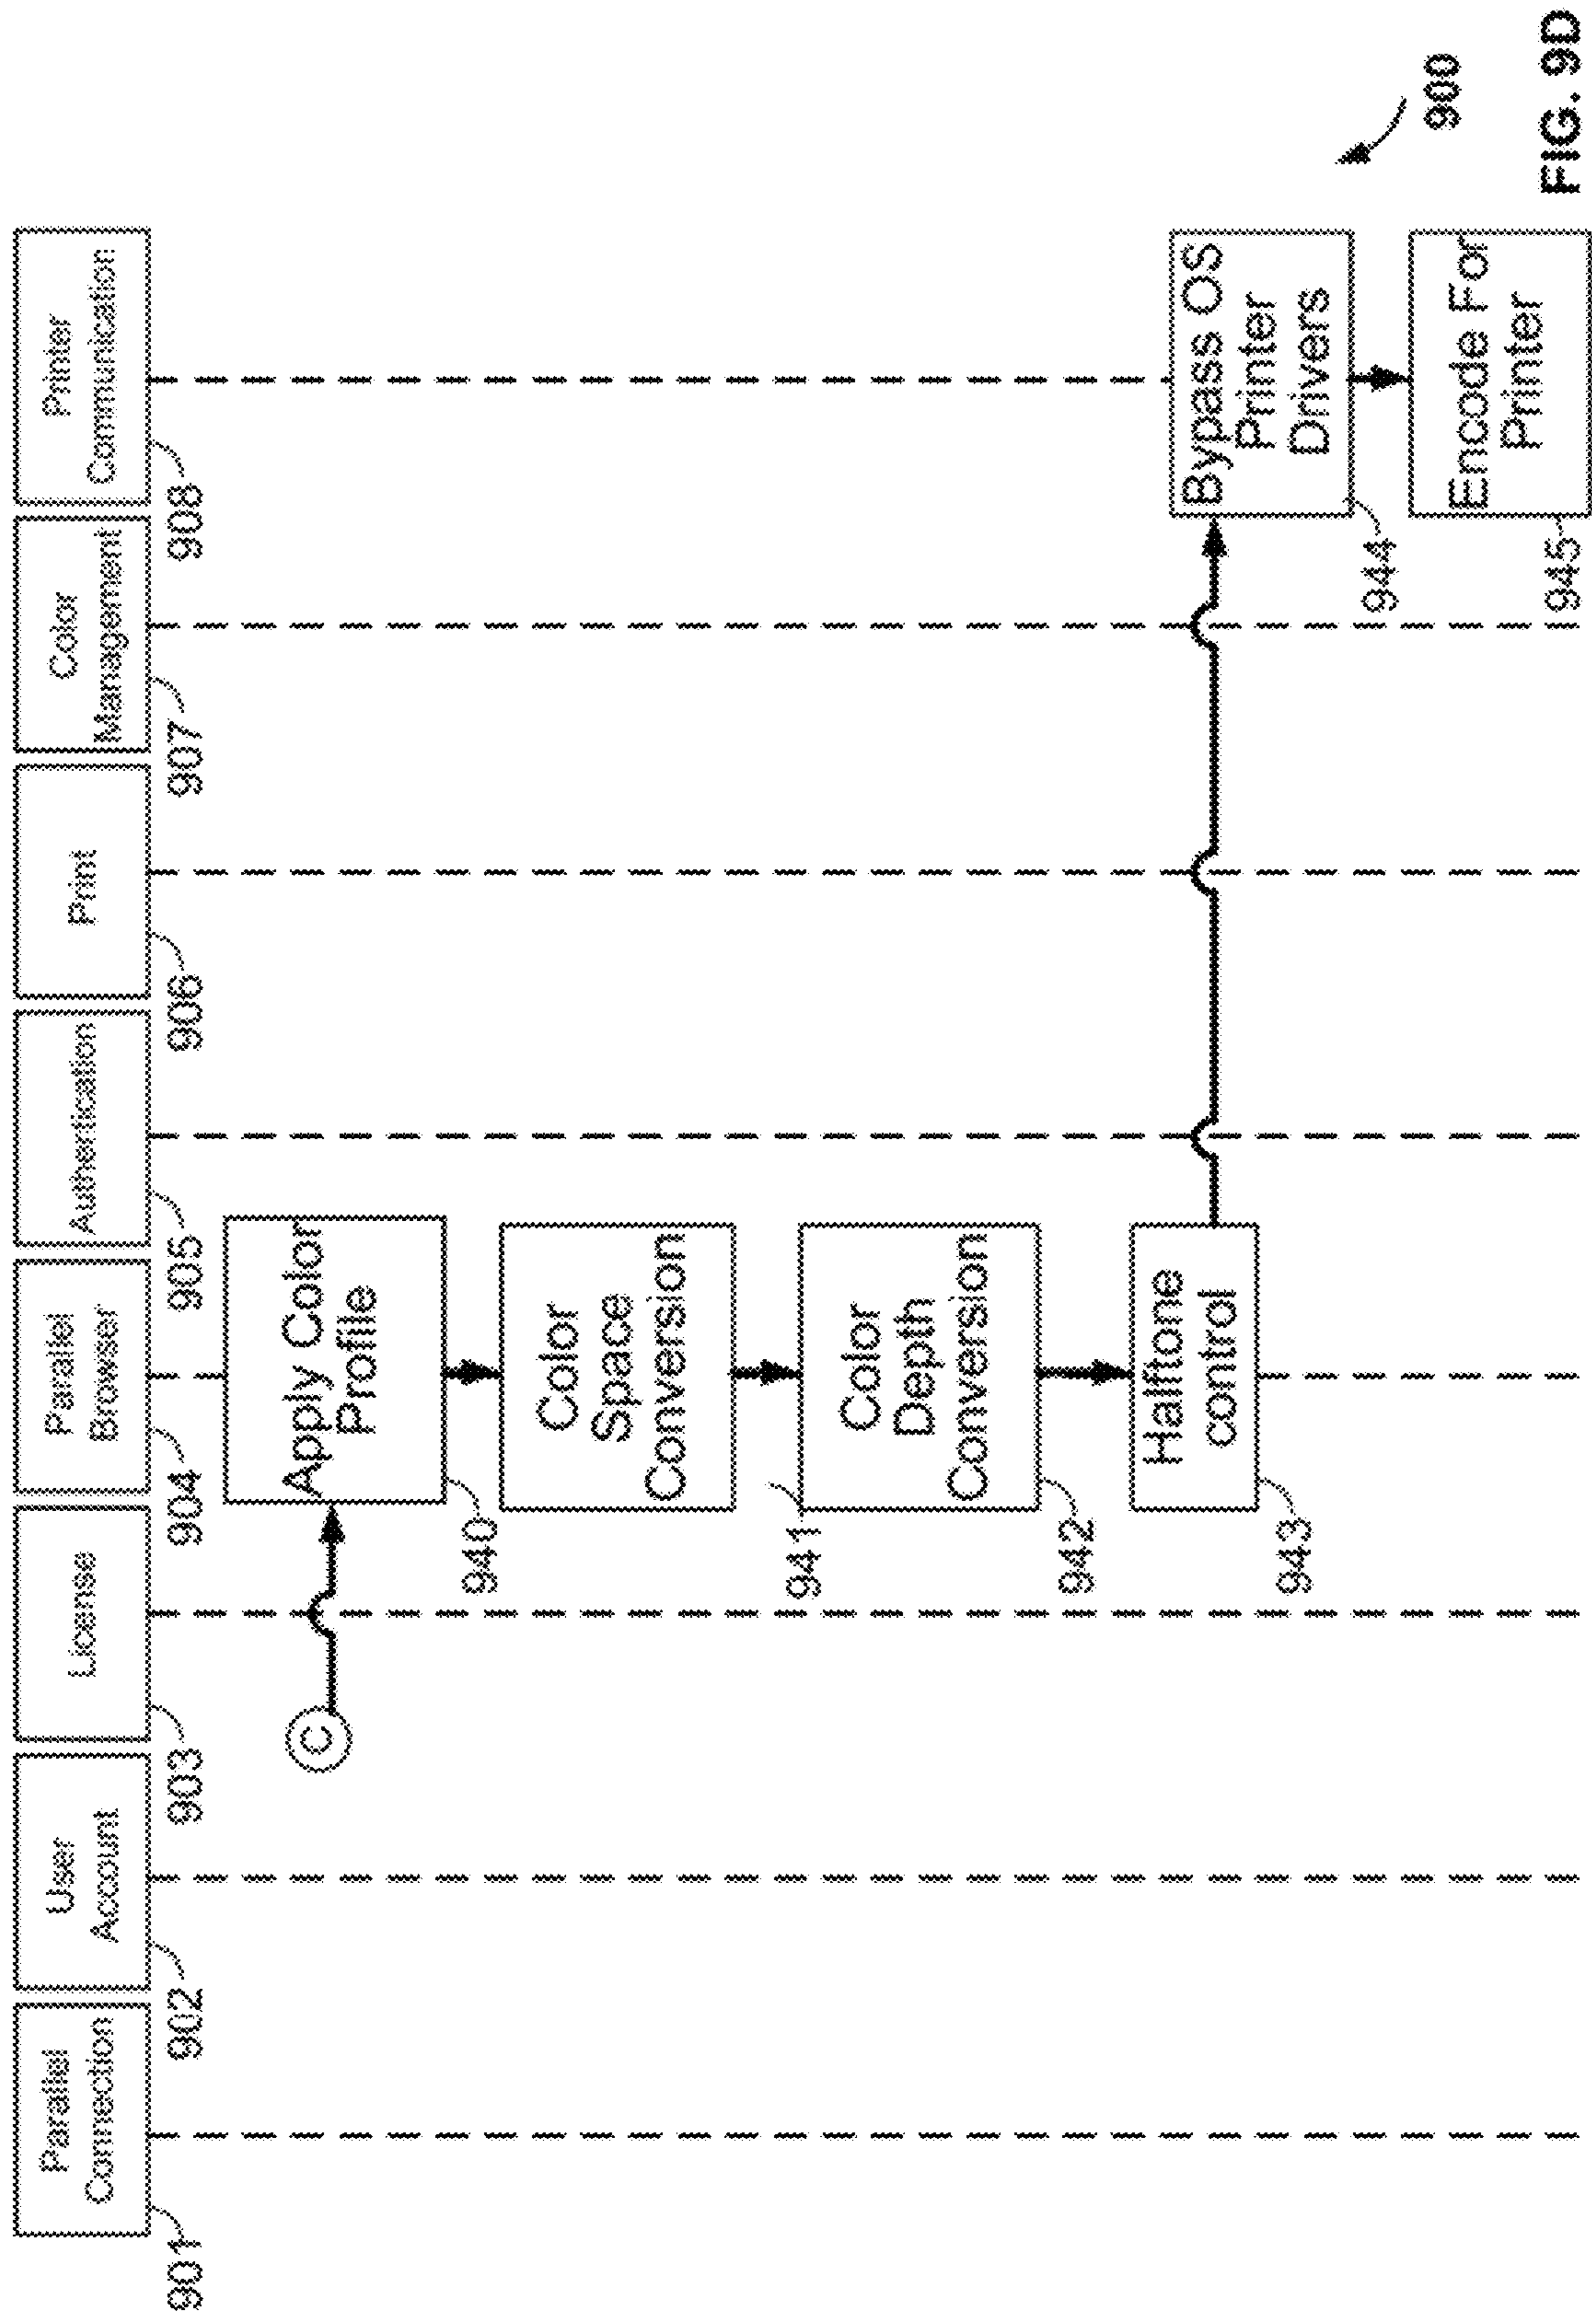 Parallel
Connection
901
User
Account
902
License
903
Parallel
Browser
904
Authentication
905
Print
906
Color
Management
907
Printer
Communication
908
C
Apply Color
Profile
940
Color
Space
Conversion
941
Color
Depth
Conversion
942
Halftone
control
943
Bypass OS
Printer
Drivers
944
Encode For
Printer
945
900
FIG. 9D